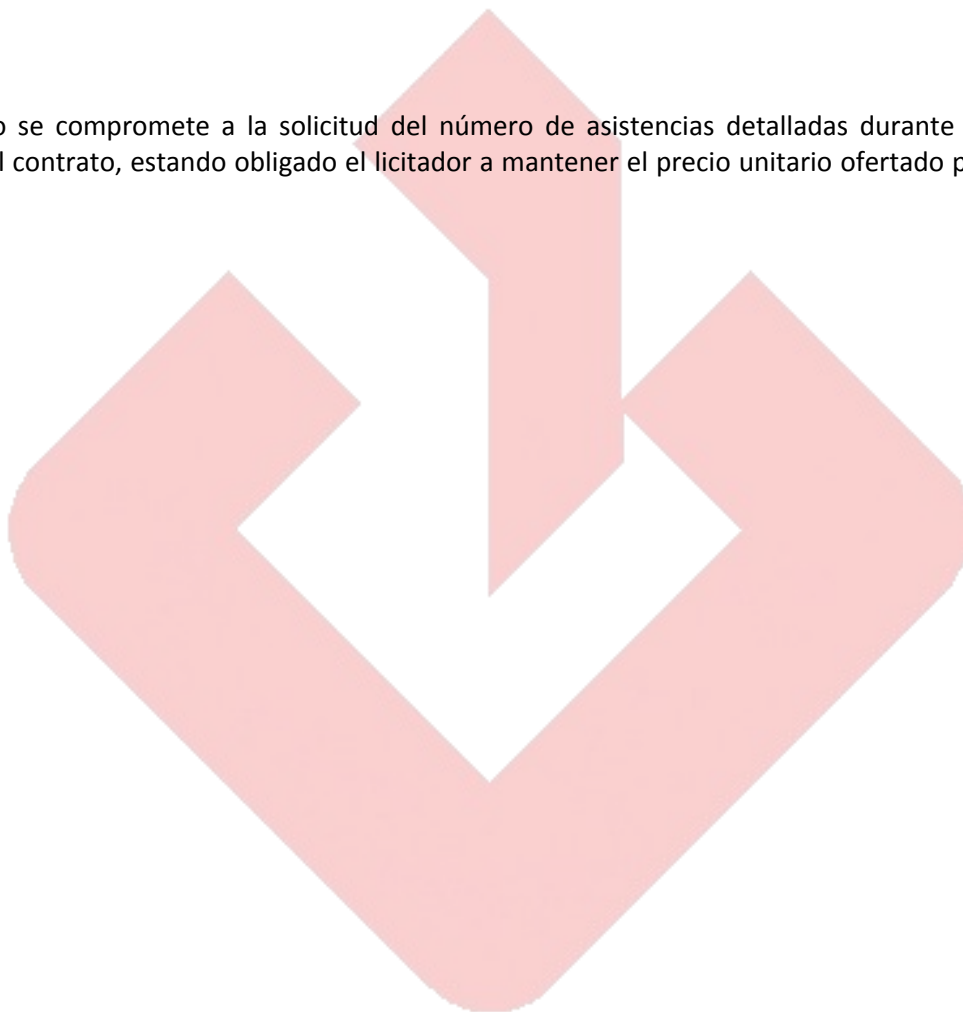 o se compromete a la solicitud del número de asistencias detalladas durante
l contrato, estando obligado el licitador a mantener el precio unitario ofertado p